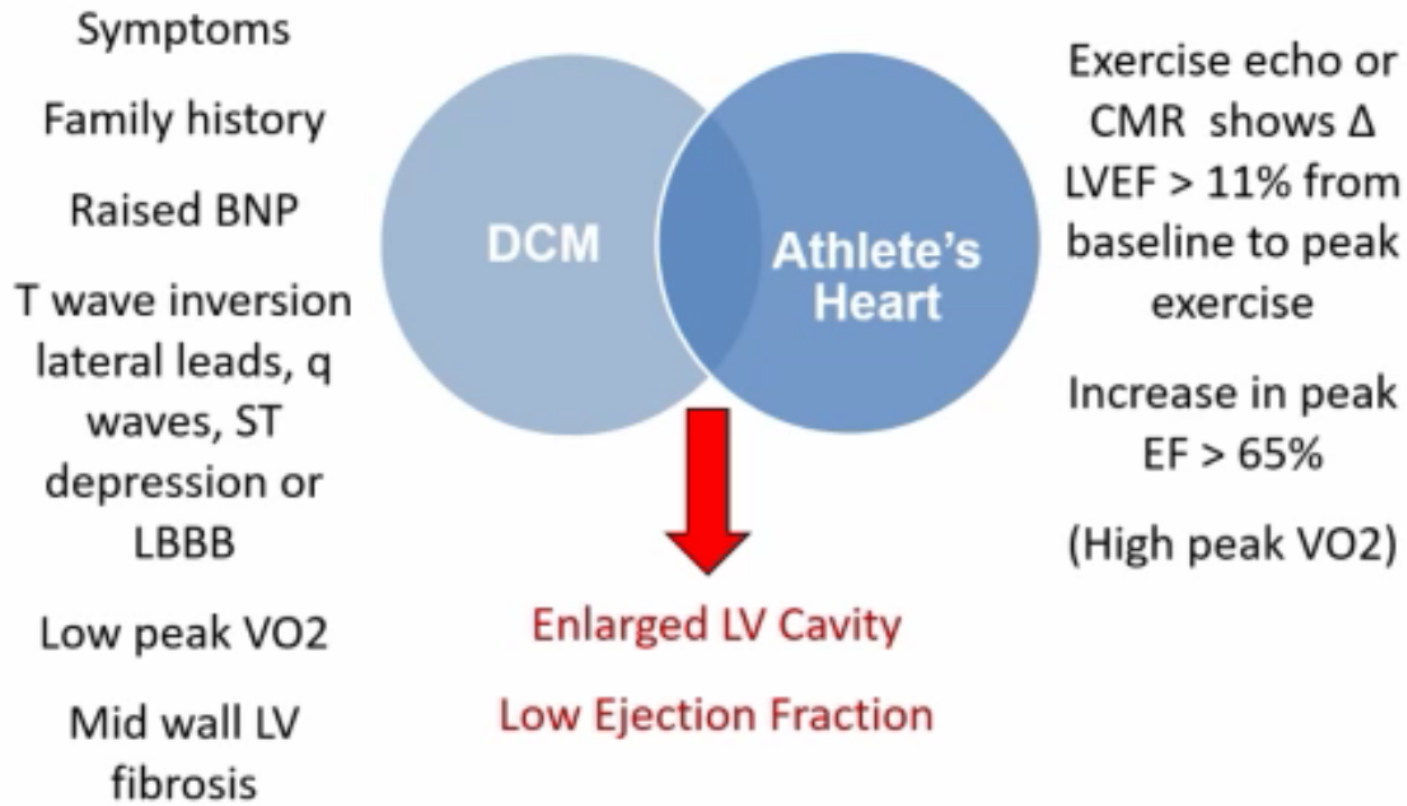 Symptoms
Family history
Raised BNP
T wave inversion
lateral leads, q
waves, ST
depression or
LBBB
Low peak VO2
Mid wall LV
fibrosis
DCM
Athlete's
Heart
Enlarged LV Cavity
Low Ejection Fraction
Exercise echo or
CMR shows Δ
LVEF > 11% from
baseline to peak
exercise
Increase in peak
EF > 65%
(High peak VO2)